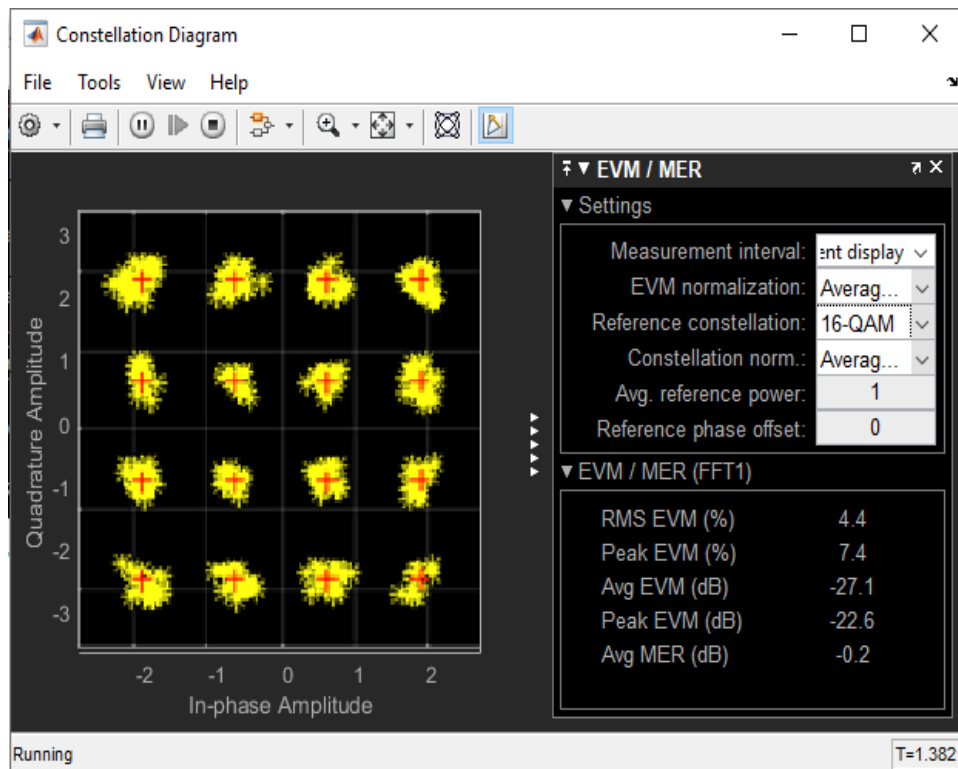 Constellation Diagram
File Tools View Help
EVM / MER
Settings
Measurement interval: ent display
EVM normalization: Averag...
Reference constellation: 16-QAM
Constellation norm.: Averag...
Avg. reference power: 1
Reference phase offset: 0
EVM / MER (FFT1)
RMS EVM (%) 4.4
Peak EVM (%) 7.4
Avg EVM (dB) -27.1
Peak EVM (dB) -22.6
Avg MER (dB) -0.2
Quadrature Amplitude
3
2
1
0
-1
-2
-3
-2 -1 0 1 2
In-phase Amplitude
Running T=1.382